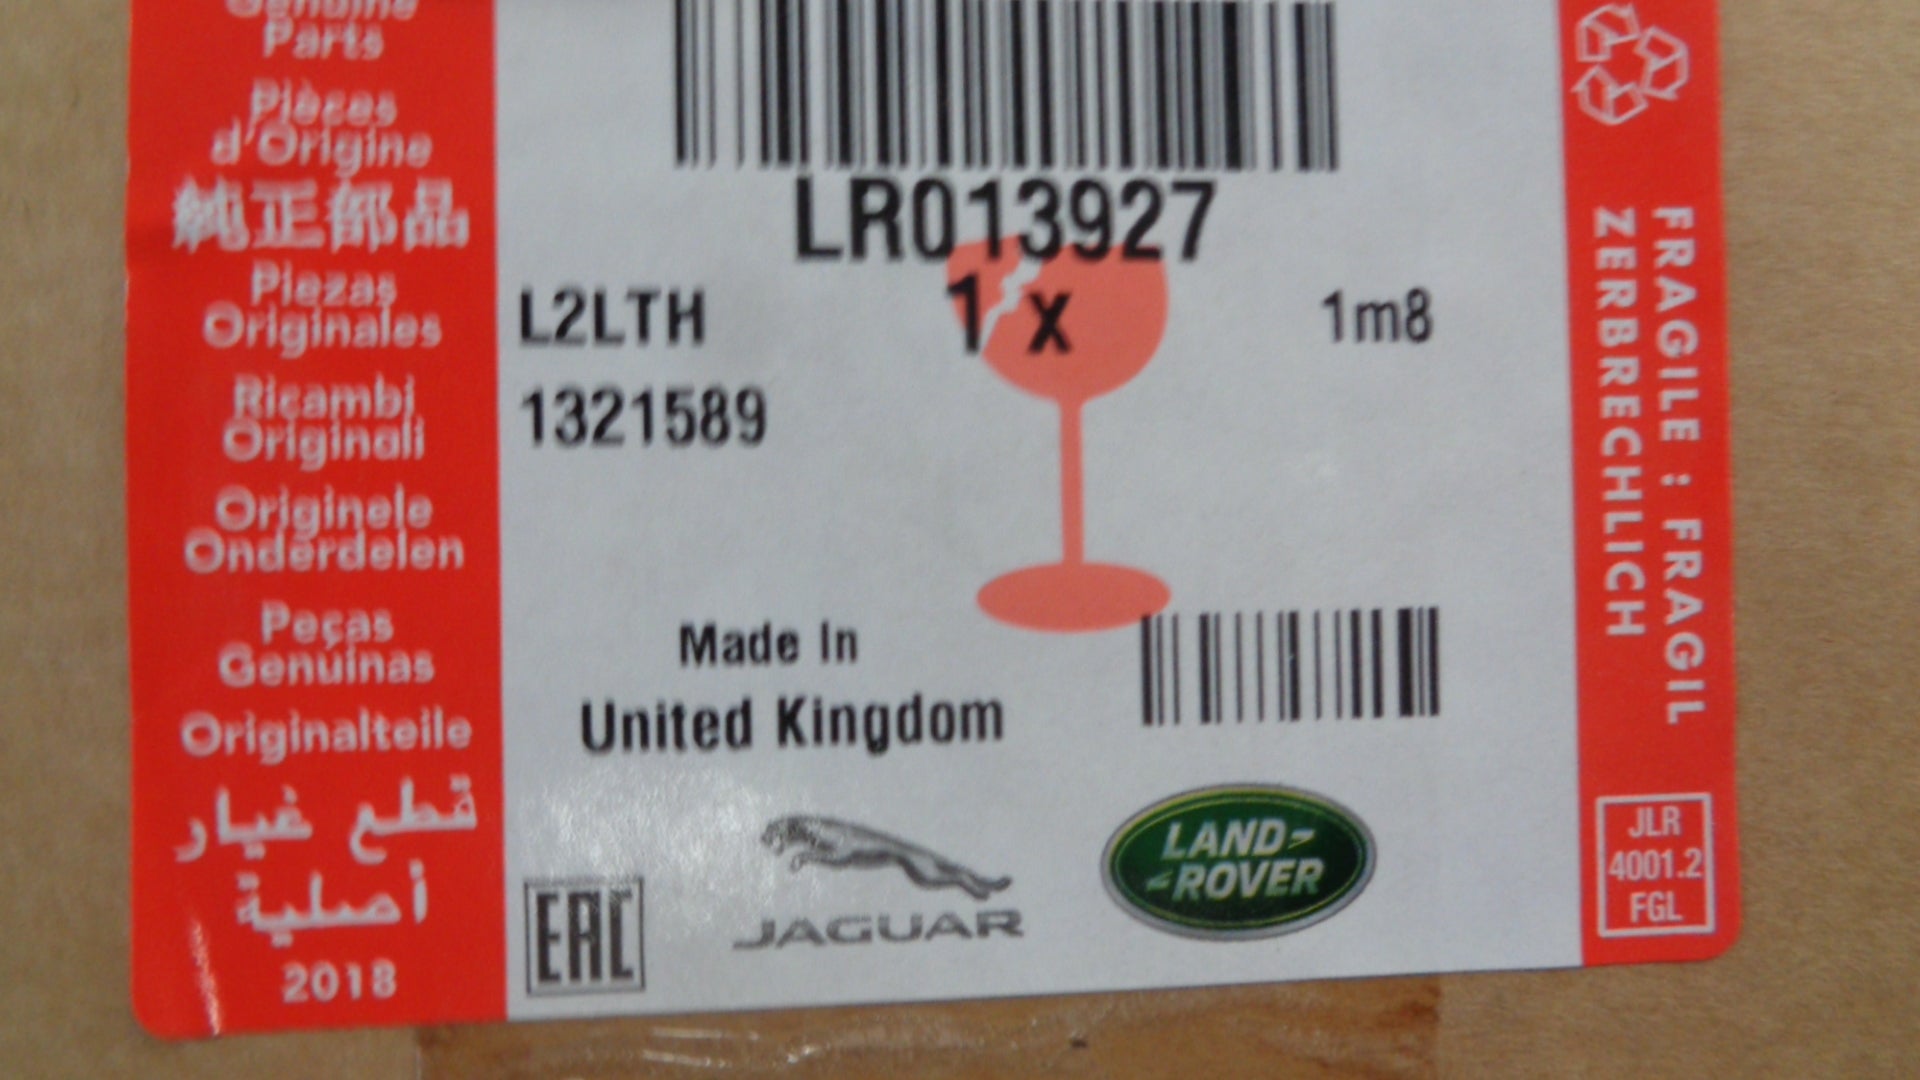 Genuine
Parts
Pièces
d'Origine
純正部品
Piezas
Originales
Ricambi
Originali
Originele
Onderdelen
Peças
Genuínas
Originalteile
قطع غيار
أصلية
2018
LR013927
L2LTH 1 x 1m8
1321589
Made In
United Kingdom
EAC
JAGUAR
LAND-
ROVER
FRAGILE : FRAGIL
ZERBRECHLICH
JLR
4001.2
FGL